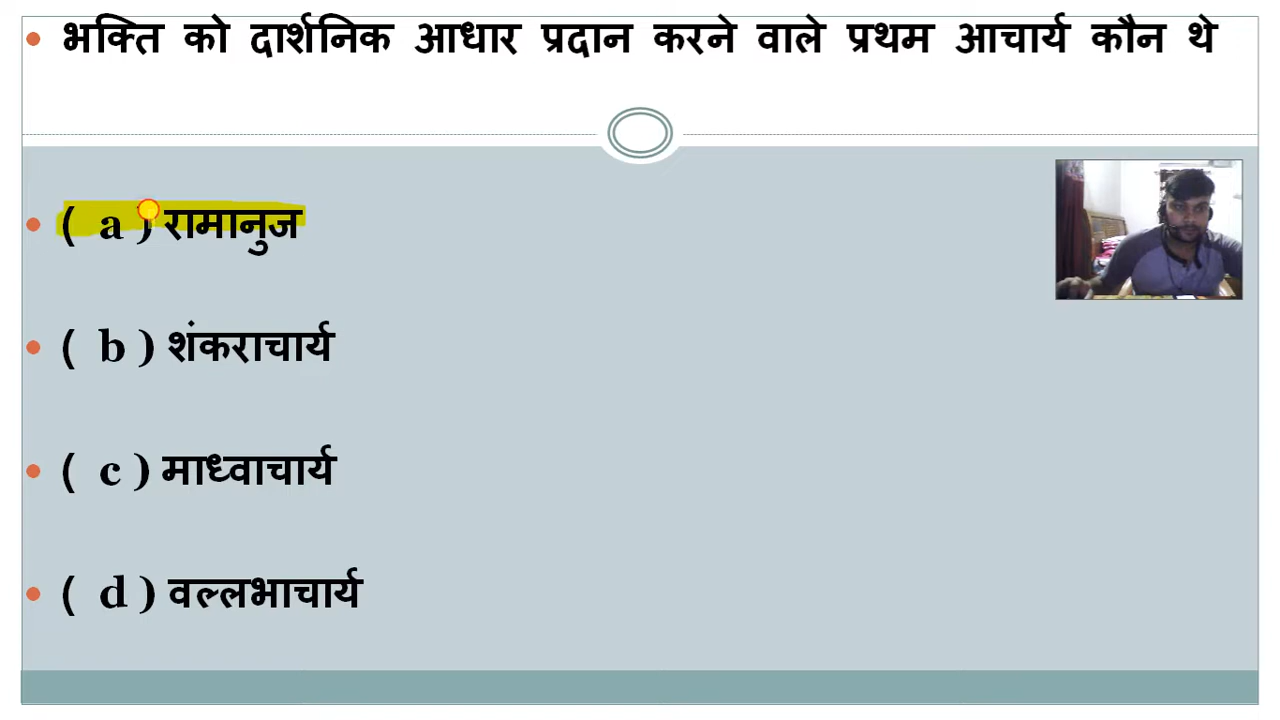 भक्ति को दार्शनिक आधार प्रदान करने वाले प्रथम आचार्य कौन थे
( a ) रामानुज
( b ) शंकराचार्य
( c ) माध्वाचार्य
( d ) वल्लभाचार्य